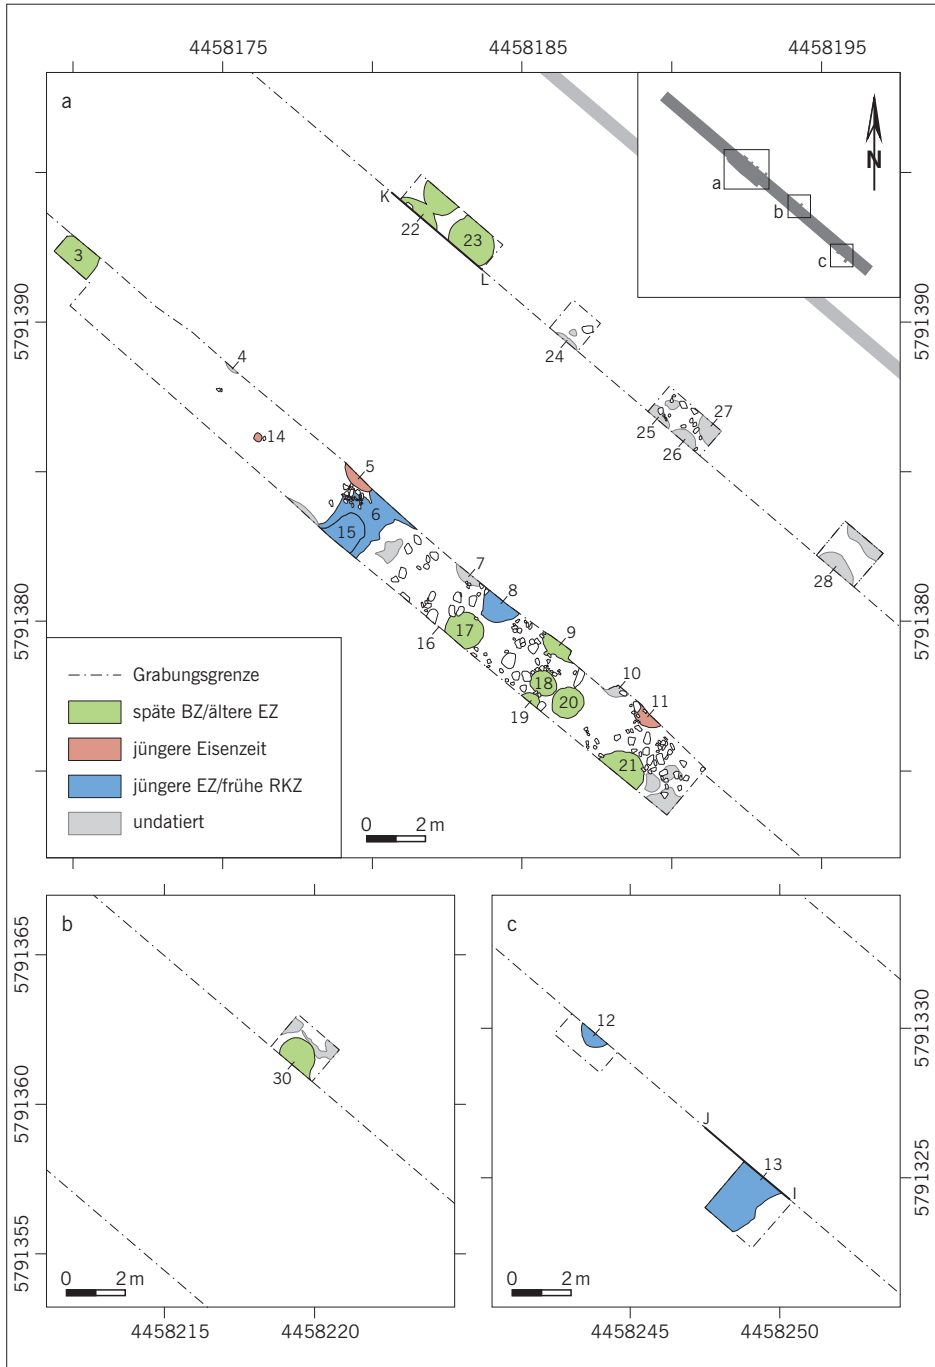 4458175 4458185 4458195
a
N
a
b
c
K
22
23
L
3
5791390
5791390
24
4
27
25
26
14
5
6
15
28
7
8
5791380
5791380
16
17
9
18
10
19
20
11
21
Grabungsgrenze
späte BZ/ältere EZ
jüngere Eisenzeit
jüngere EZ/frühe RKZ
undatiert
0 2 m
b
5791365
5791360
5791355
30
0 2 m
4458215 4458220
c
12
5791330
J
13
I
5791325
0 2 m
4458245 4458250